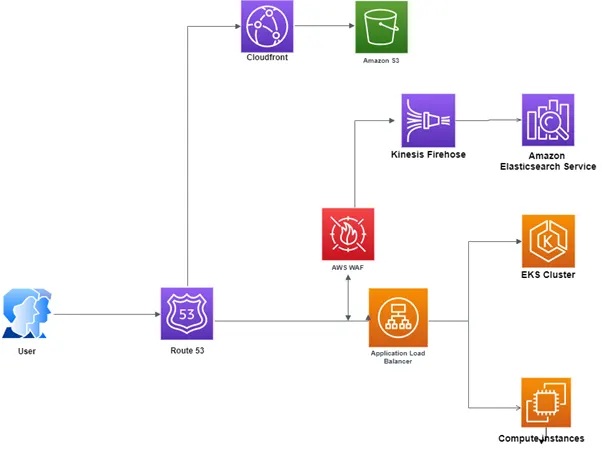 Cloudfront
Amazon S3
Kinesis Firehose
Amazon
Elasticsearch Service
AWS WAF
EKS Cluster
User
53
Route 53
Application Load
Balancer
K
Compute instances